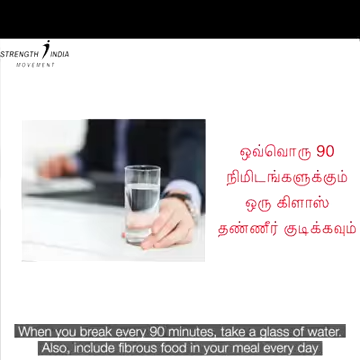 STRENGTH INDIA
MOVEMENT
ஒவ்வொரு 90
நிமிடங்களுக்கும்
ஒரு கிளாஸ்
தண்ணீர் குடிக்கவும்
When you break every 90 minutes, take a glass of water.
Also, include fibrous food in your meal every day